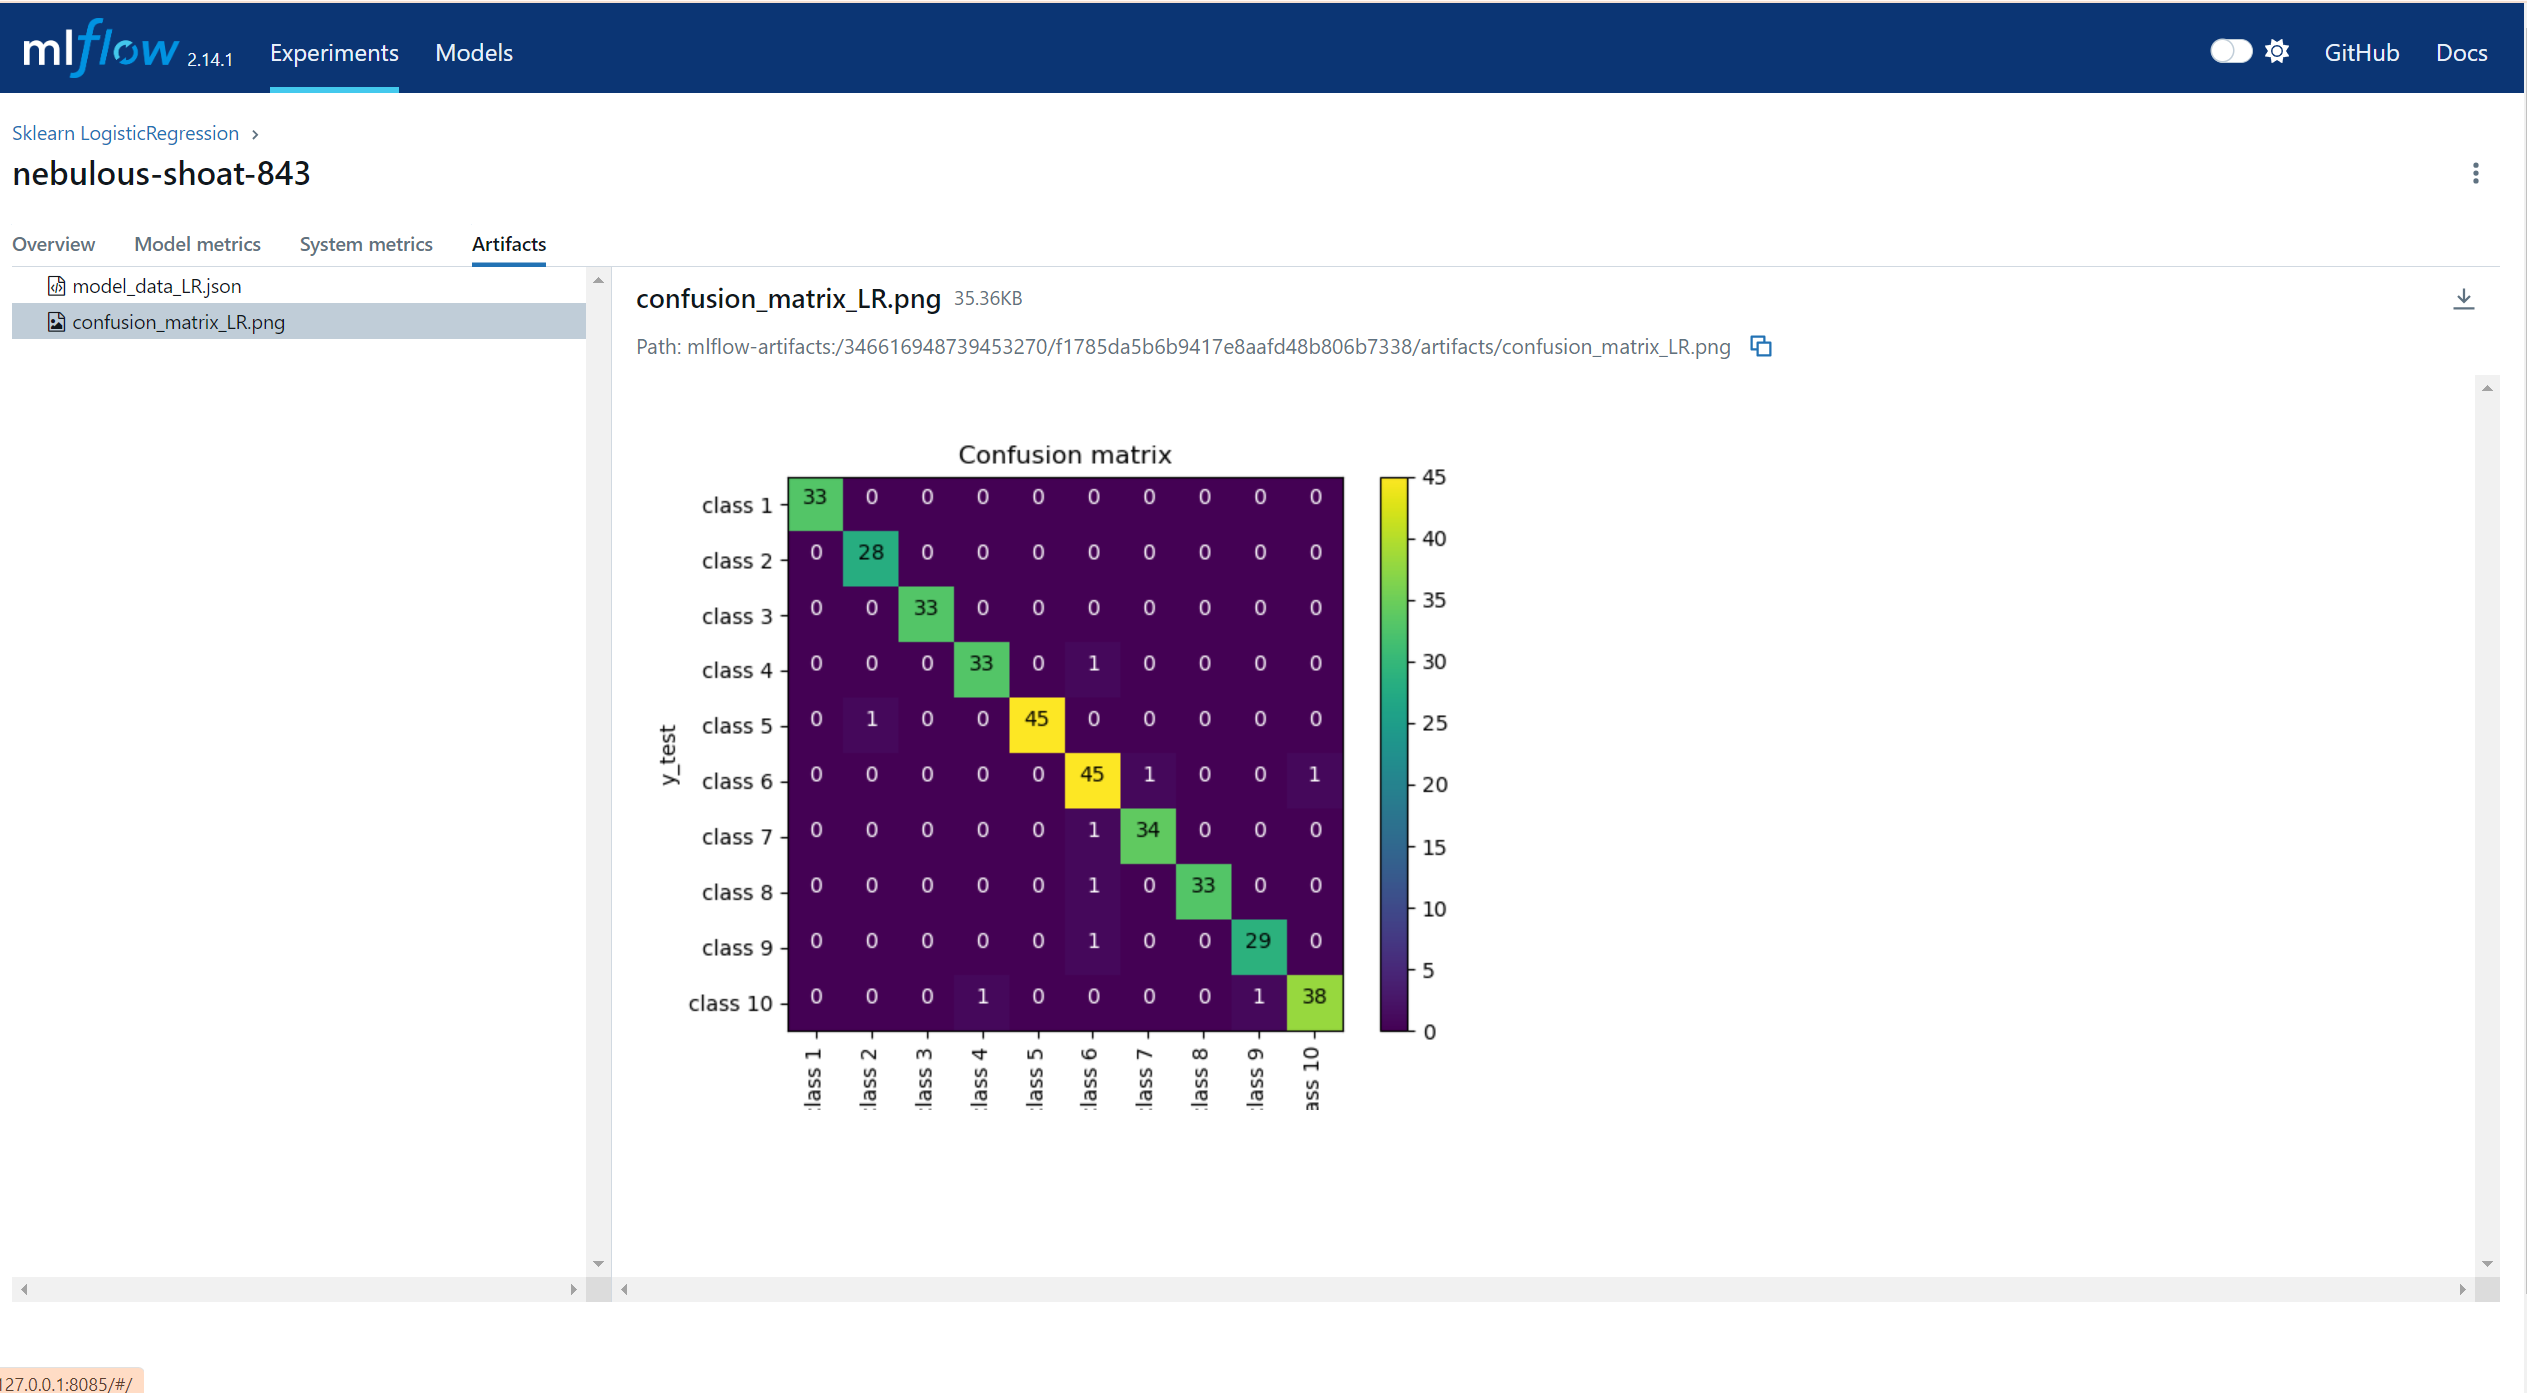 mlflow 2.14.1 Experiments Models GitHub Docs
Sklearn LogisticRegression
nebulous-shoat-843
Overview Model metrics System metrics Artifacts
model_data_LR.json
confusion_matrix_LR.png
confusion_matrix_LR.png 35.36KB
Path: mlflow-artifacts:/346616948739453270/f1785da5b6b9417e8aafd48b806b7338/artifacts/confusion_matrix_LR.png
Confusion matrix
y_test
class 1 33 0 0 0 0 0 0 0 0 0
class 2 0 28 0 0 0 0 0 0 0 0
class 3 0 0 33 0 0 0 0 0 0 0
class 4 0 0 0 33 0 1 0 0 0 0
class 5 0 1 0 0 45 0 0 0 0 0
class 6 0 0 0 0 0 45 1 0 0 1
class 7 0 0 0 0 0 1 34 0 0 0
class 8 0 0 0 0 0 1 0 33 0 0
class 9 0 0 0 0 0 1 0 0 29 0
class 10 0 0 0 1 0 0 0 0 1 38
lass 1
lass 2
lass 3
lass 4
lass 5
lass 6
lass 7
lass 8
lass 9
ass 10
45
40
35
30
25
20
15
10
5
0
127.0.0.1:8085/#/